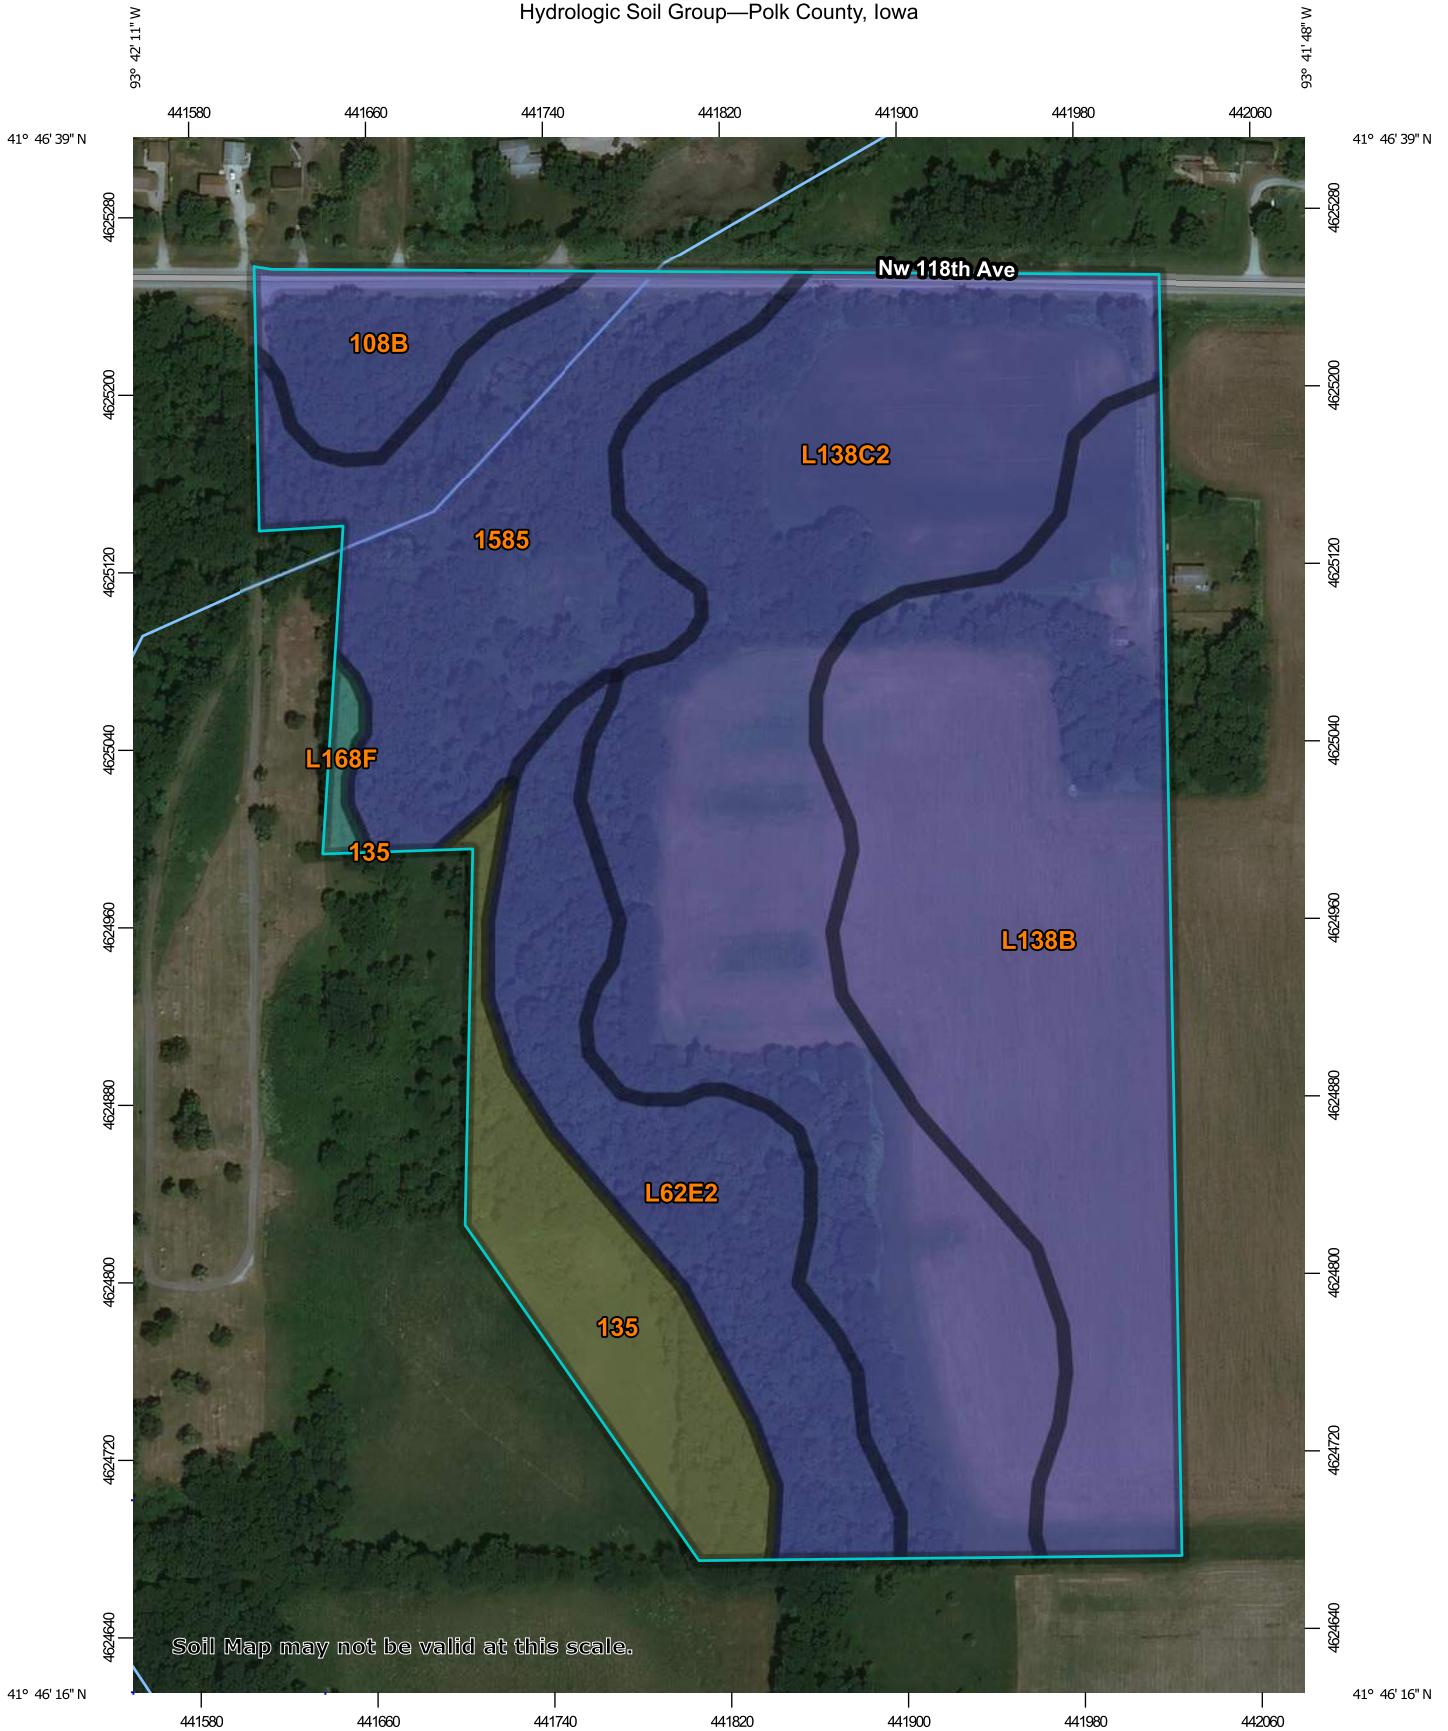 Hydrologic Soil Group—Polk County, Iowa
93° 42' 11" W
93° 41' 48" W
441580 441660 441740 441820 441900 441980 442060
41° 46' 39" N
41° 46' 39" N
4625280
4625280
Nw 118th Ave
108B
4625200
4625200
L138C2
1585
4625120
4625120
4625040
4625040
L168F
135
4624960
4624960
L138B
4624880
4624880
L62E2
4624800
4624800
135
4624720
4624720
4624640
4624640
Soil Map may not be valid at this scale.
41° 46' 16" N
41° 46' 16" N
441580 441660 441740 441820 441900 441980 442060